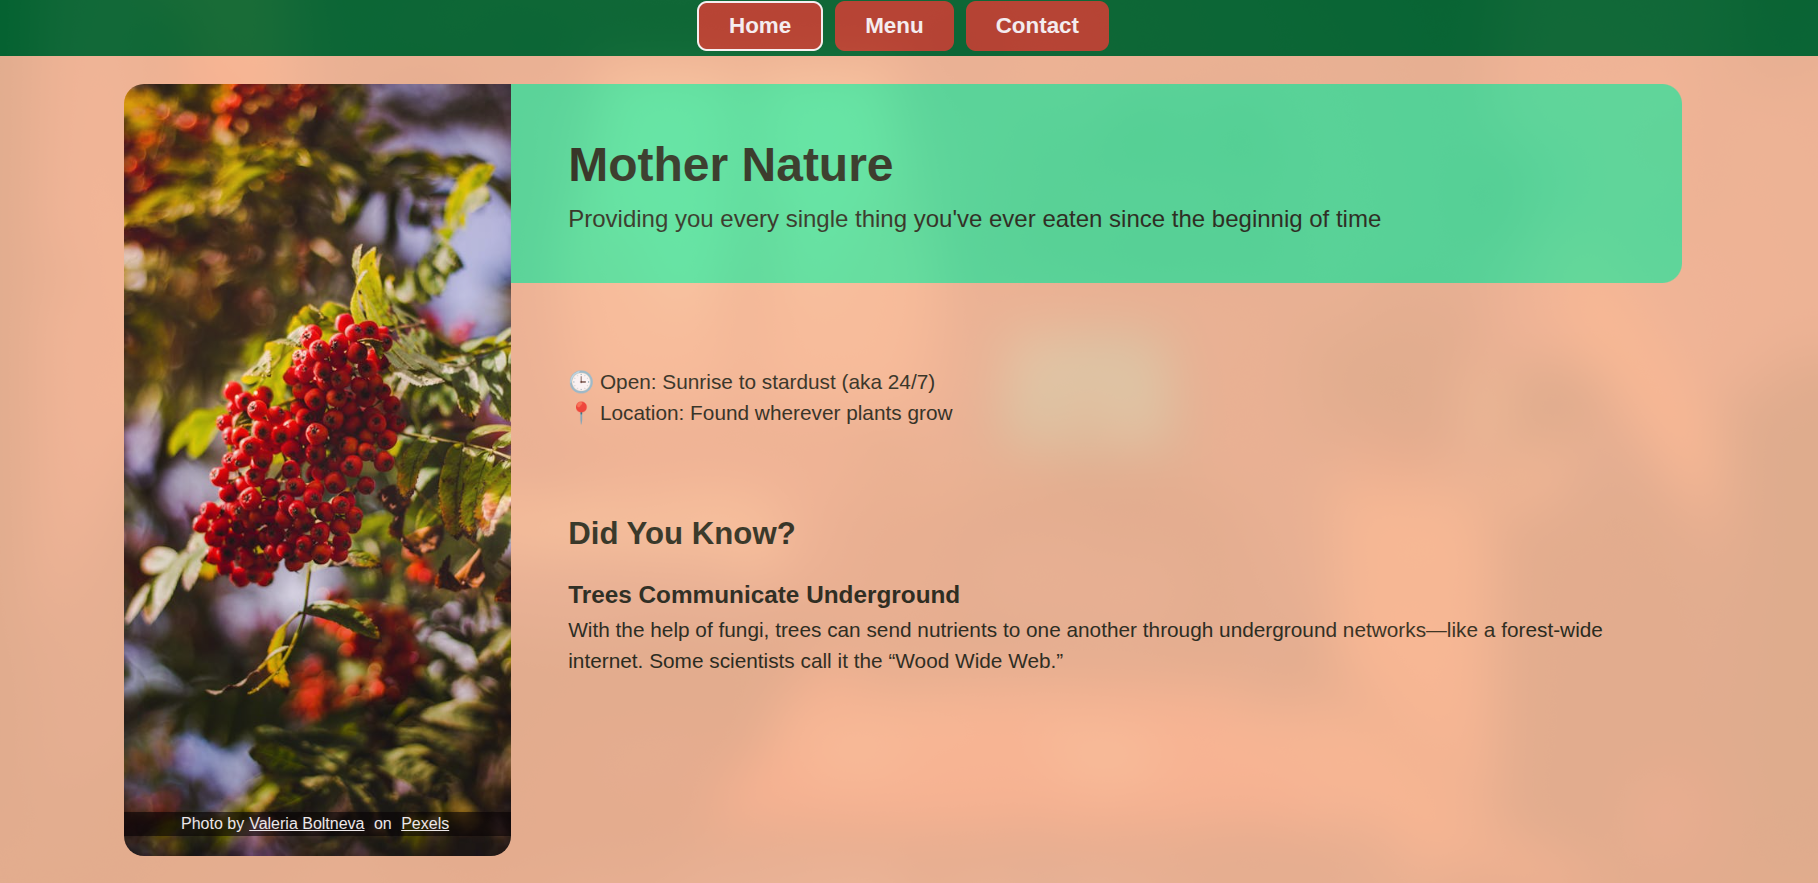 Home Menu Contact
Mother Nature
Providing you every single thing you've ever eaten since the beginnig of time
🕒 Open: Sunrise to stardust (aka 24/7)
📍 Location: Found wherever plants grow
Did You Know?
Trees Communicate Underground
With the help of fungi, trees can send nutrients to one another through underground networks—like a forest-wide
internet. Some scientists call it the “Wood Wide Web.”
Photo by Valeria Boltneva on Pexels